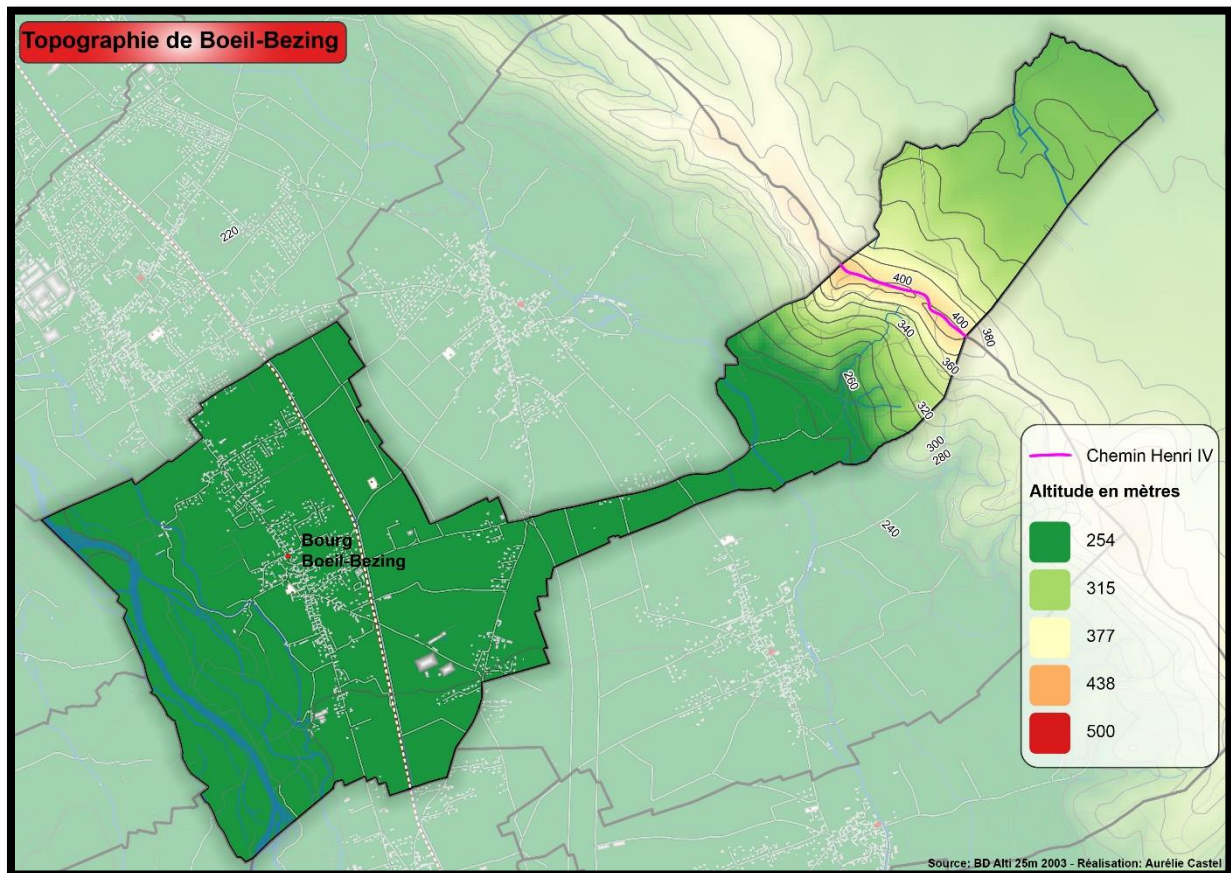 Topographie de Boeil-Bezing
220
400
400
340
380
360
260
320
300
280
240
Bourg
Boeil-Bezing
Chemin Henri IV
Altitude en mètres
254
315
377
438
500
Source: BD Alti 25m 2003 - Réalisation: Aurélie Castel